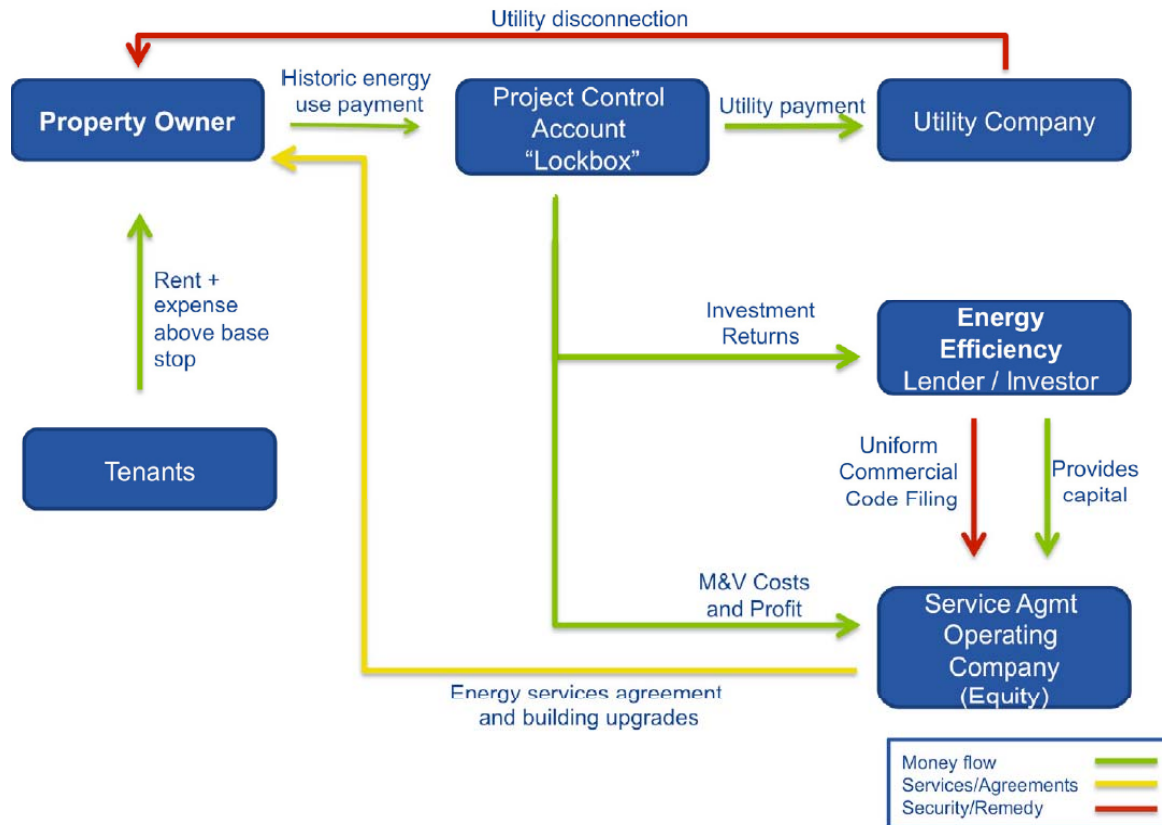 Utility disconnection
Property Owner
Historic energy
use payment
Project Control
Account
“Lockbox”
Utility payment
Utility Company
Rent +
expense
above base
stop
Tenants
Investment
Returns
Energy
Efficiency
Lender / Investor
Uniform
Commercial
Code Filing
Provides
capital
M&V Costs
and Profit
Service Agmt
Operating
Company
(Equity)
Energy services agreement
and building upgrades
Money flow
Services/Agreements
Security/Remedy